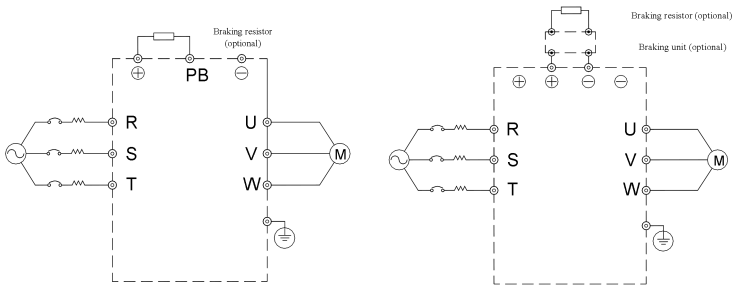 Braking resistor
(optional)
⊕ PB ⊖
R
S
T
U
V
W
M
Braking resistor (optional)
Braking unit (optional)
⊕ ⊕ ⊖ ⊖
R
S
T
U
V
W
M